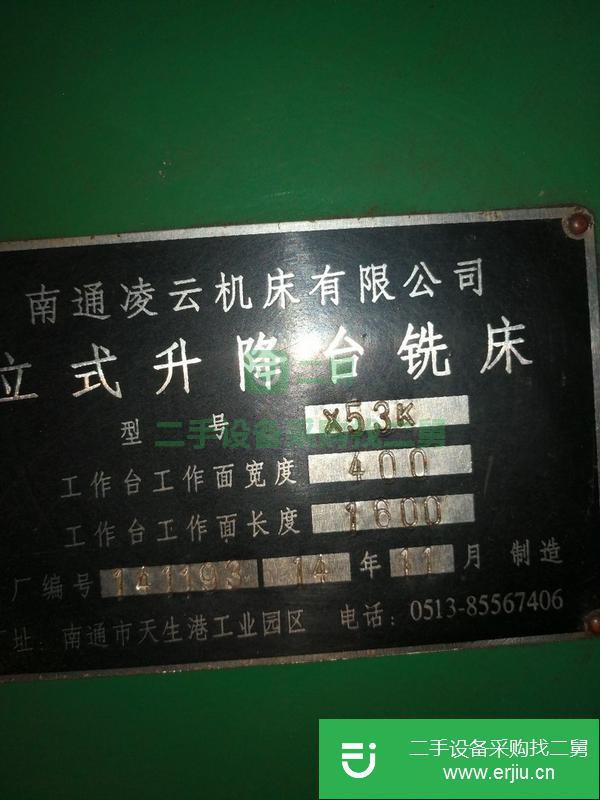 南通凌云机床有限公司
立式升降台铣床
型号 X53K
二手设备采购找二舅
工作台工作面宽度 400
工作台工作面长度 1600
厂编号 141193 14 年 11 月 制造
址: 南通市天生港工业园区 电话: 0513-85567406
二手设备采购找二舅
www.erjiu.cn